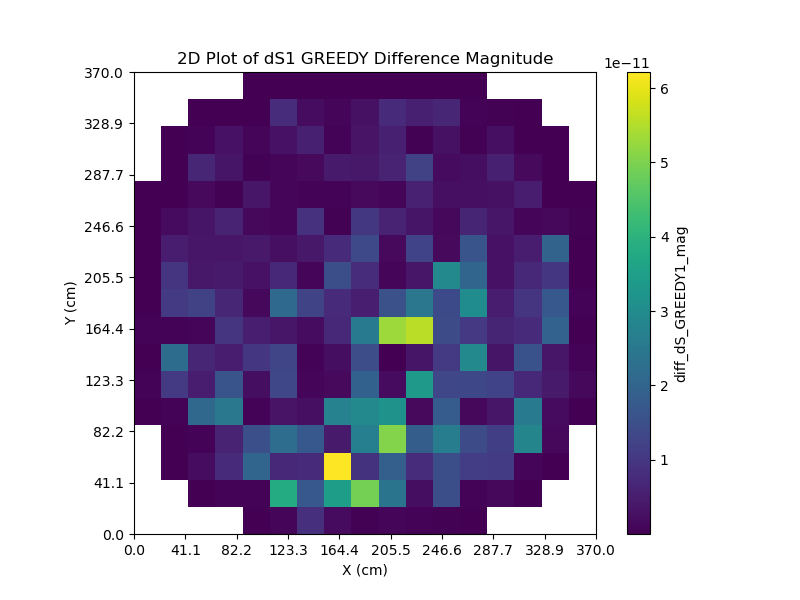 2D Plot of dS1 GREEDY Difference Magnitude
1e−11
370.0
328.9
287.7
246.6
205.5
164.4
123.3
82.2
41.1
0.0
Y (cm)
0.0 41.1 82.2 123.3 164.4 205.5 246.6 287.7 328.9 370.0
X (cm)
6
5
4
3
2
1
diff_dS_GREEDY1_mag